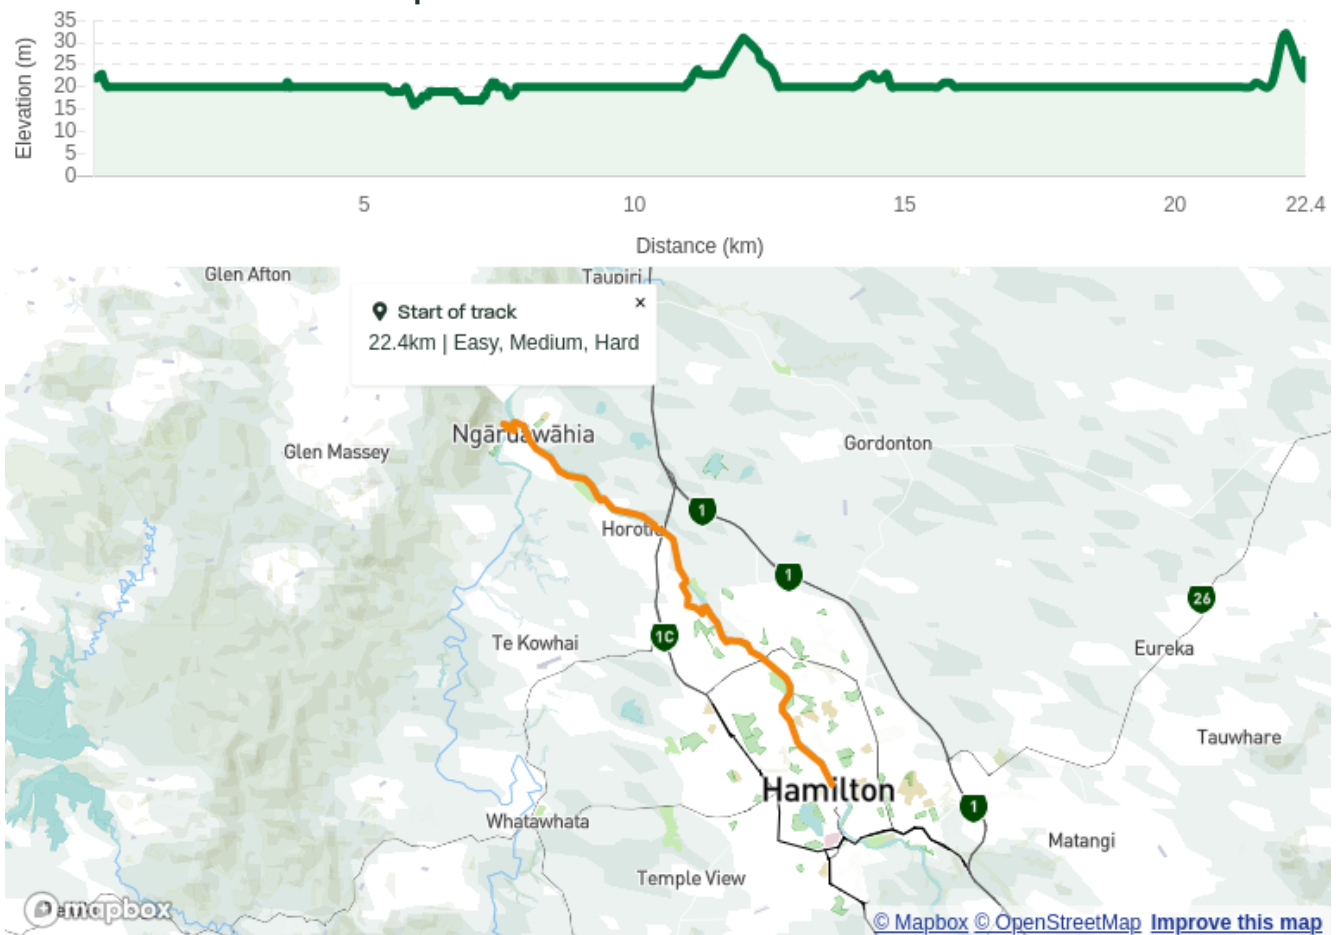 35
30
25
20
15
10
5
0
Elevation (m)
5
10
15
20
22.4
Distance (km)
Glen Afton
Taupiri
Start of track
×
22.4km | Easy, Medium, Hard
Ngāruawāhia
Glen Massey
Gordonton
1
Horotiu
1
26
1C
Te Kowhai
Eureka
Tauwhare
Hamilton
1
Whatawhata
Matangi
Temple View
mapbox
© Mapbox © OpenStreetMap Improve this map